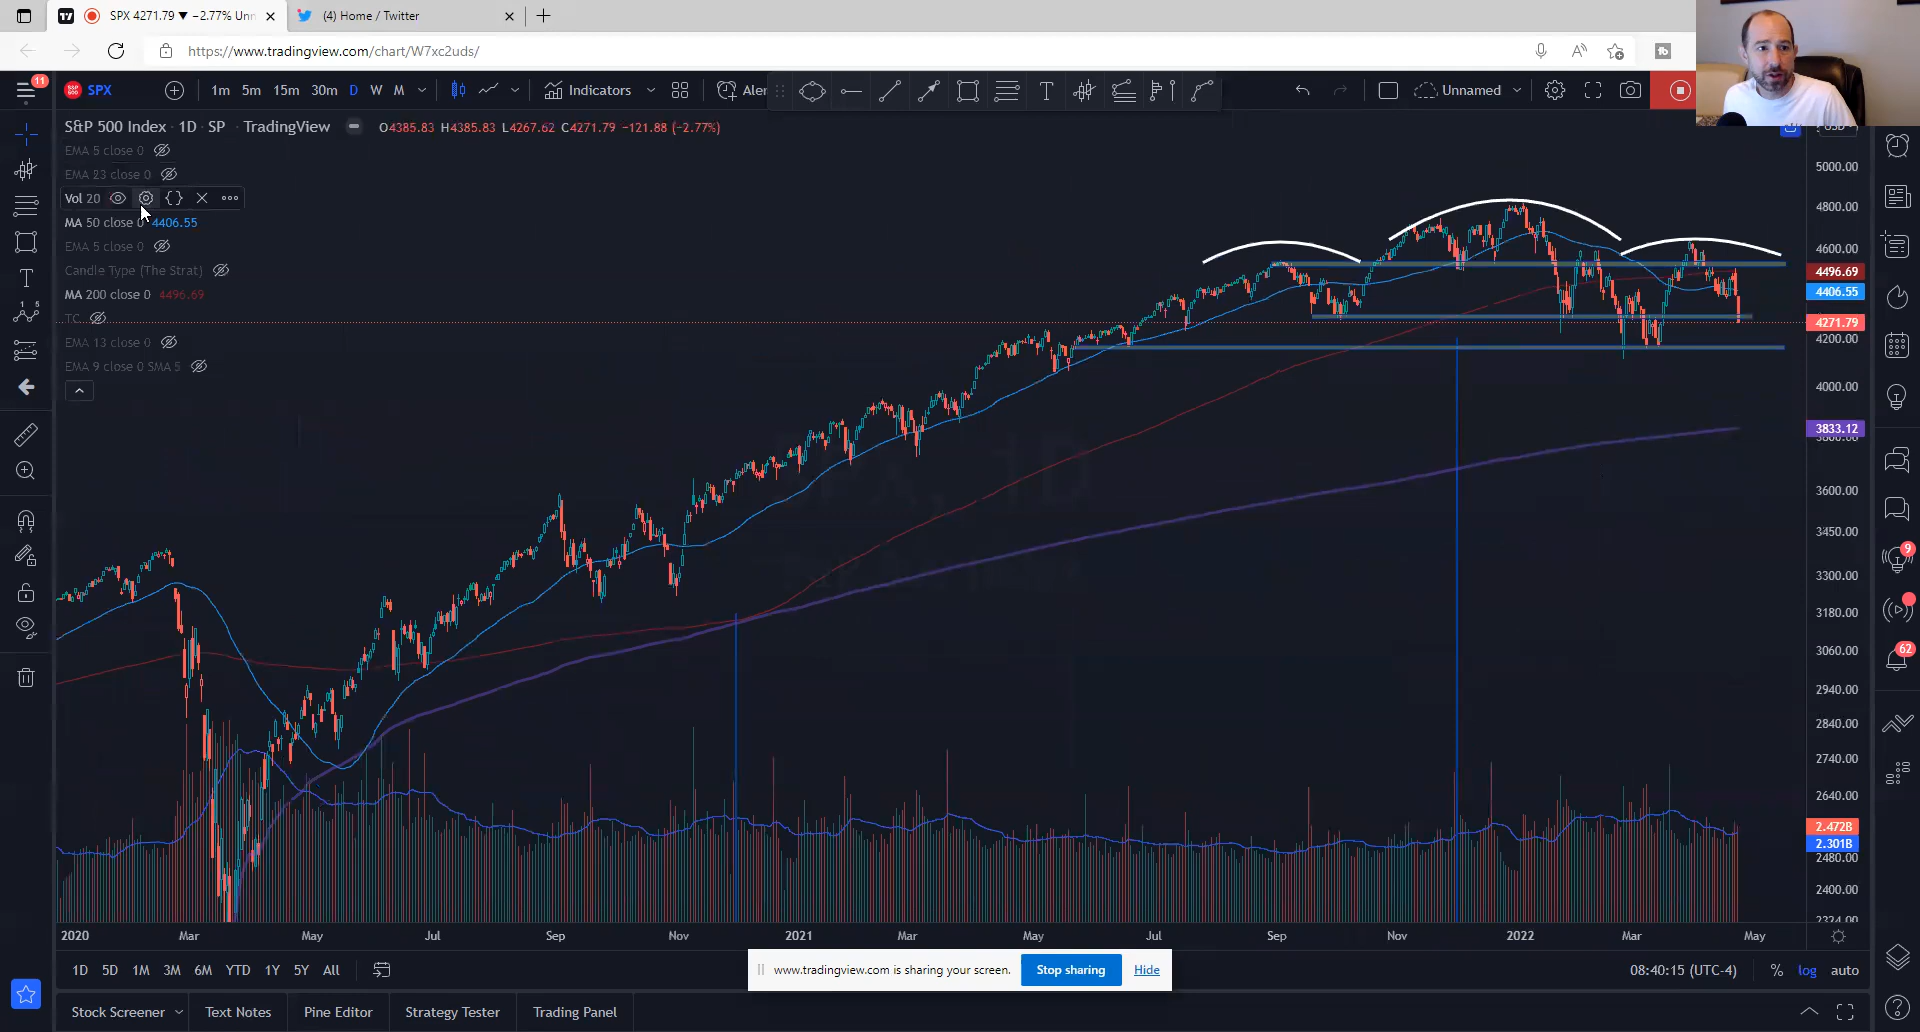 SPX 4271.79 ▼ −2.77% Unn
(4) Home / Twitter
https://www.tradingview.com/chart/W7xc2uds/
11
SPX 1m 5m 15m 30m D W M Indicators Aler Unnamed
S&P 500 Index · 1D · SP · TradingView O4385.83 H4385.83 L4267.62 C4271.79 −121.88 (−2.77%)
EMA 5 close 0
EMA 23 close 0
Vol 20
MA 50 close 0 4406.55
EMA 5 close 0
Candle Type (The Strat)
MA 200 close 0 4496.69
TC
EMA 13 close 0
EMA 9 close 0 SMA 5
5000.00
4800.00
4600.00
4496.69
4406.55
4271.79
4200.00
4000.00
3833.12
3800.00
3600.00
3450.00
3300.00
3180.00
3060.00
2940.00
2840.00
2740.00
2640.00
2.472B
2.301B
2480.00
2400.00
2324.00
9
62
2020 Mar May Jul Sep Nov 2021 Mar May Jul Sep Nov 2022 Mar May
1D 5D 1M 3M 6M YTD 1Y 5Y All
www.tradingview.com is sharing your screen. Stop sharing Hide
08:40:15 (UTC-4) % log auto
Stock Screener Text Notes Pine Editor Strategy Tester Trading Panel